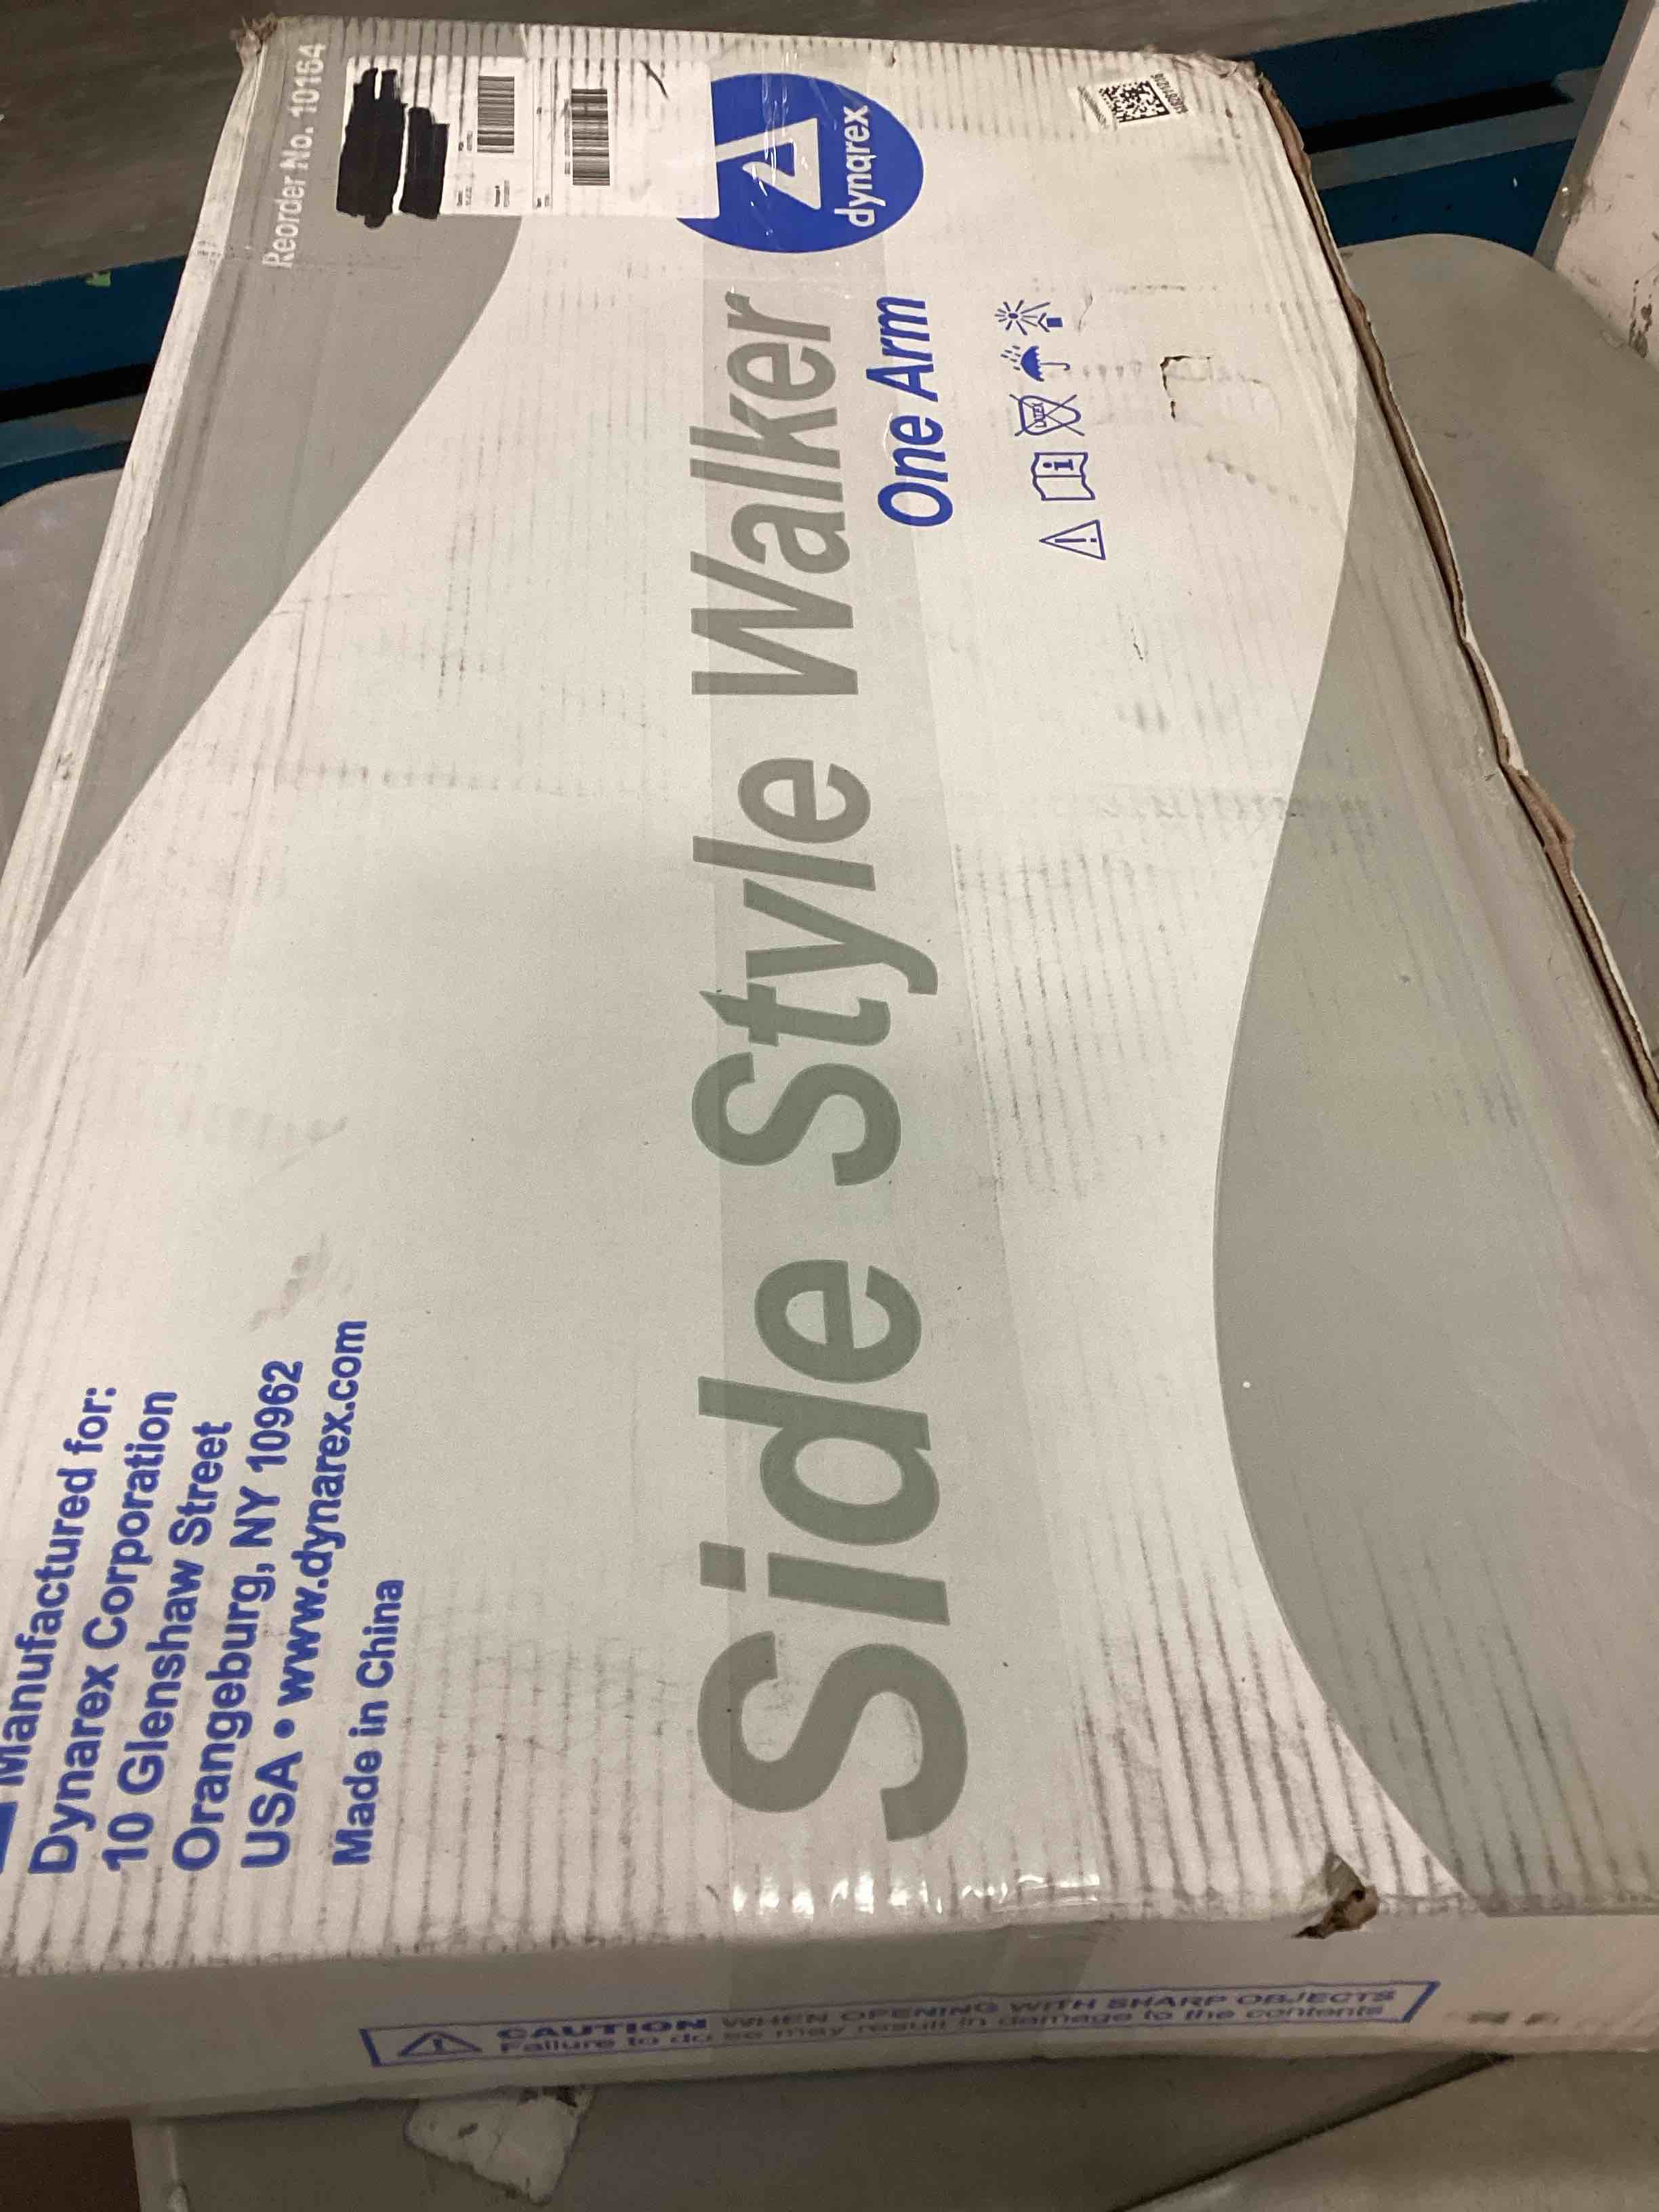 Reorder No. 10154
dynarex
Side Style Walker
One Arm
LATEX
Manufactured for:
Dynarex Corporation
10 Glenshaw Street
Orangeburg, NY 10962
USA • www.dynarex.com
Made in China
CAUTION WHEN OPENING WITH SHARP OBJECTS
Failure to do so may result in damage to the contents